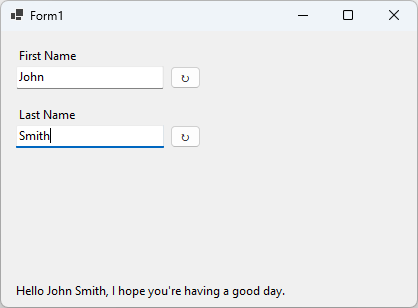 Form1
First Name
John
↻
Last Name
Smith
↻
Hello John Smith, I hope you're having a good day.